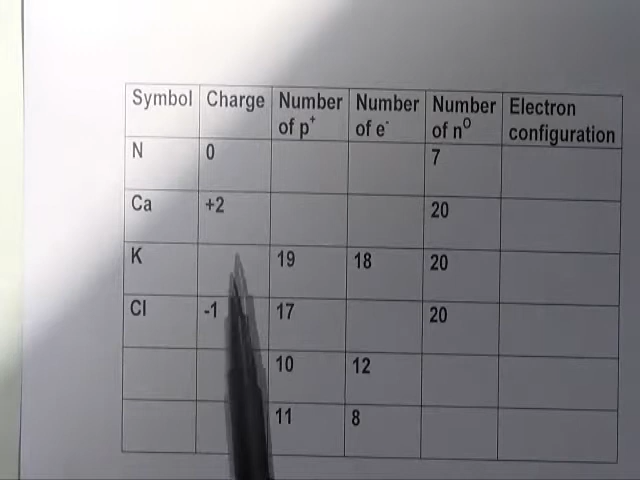 Symbol Charge Number of p+ Number of e- Number of n0 Electron configuration
N 0 7
Ca +2 20
K 19 18 20
Cl -1 17 20
10 12
11 8